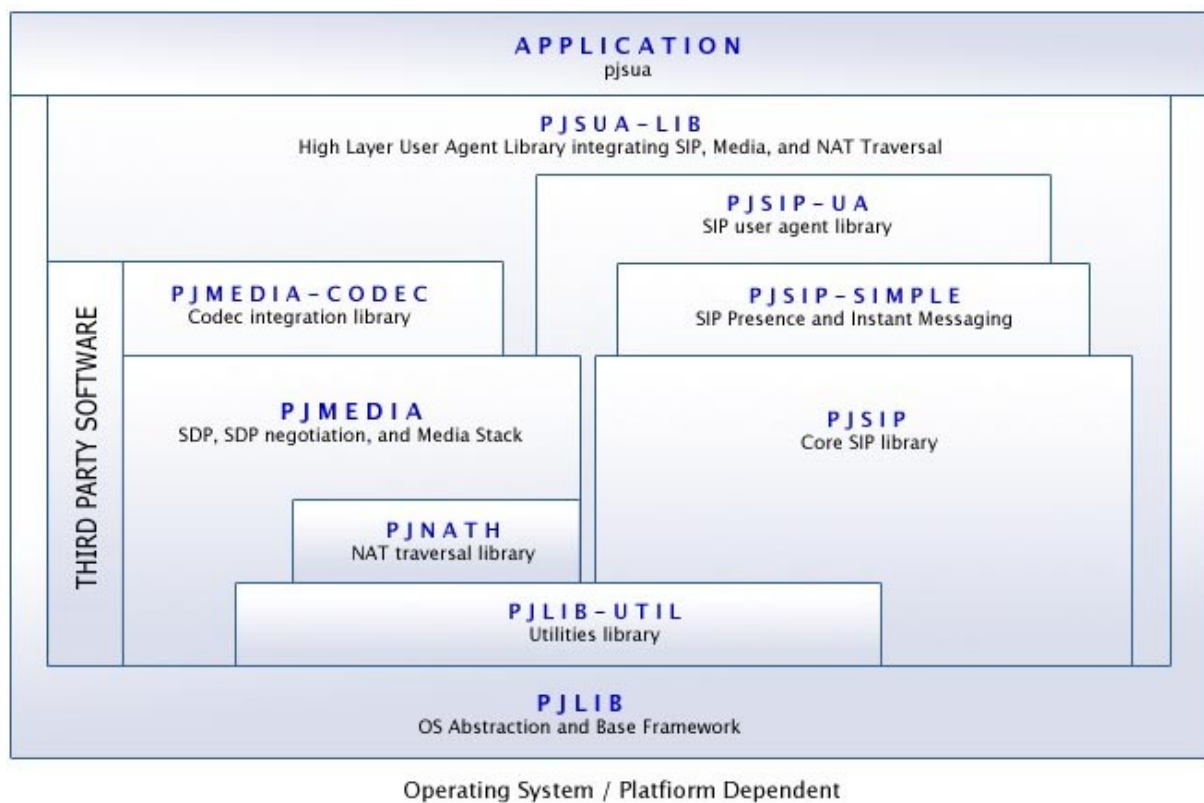 APPLICATION
pjsua
PJSUA-LIB
High Layer User Agent Library integrating SIP, Media, and NAT Traversal
PJSIP-UA
SIP user agent library
PJMEDIA-CODEC
Codec integration library
PJSIP-SIMPLE
SIP Presence and Instant Messaging
THIRD PARTY SOFTWARE
PJMEDIA
SDP, SDP negotiation, and Media Stack
PJSIP
Core SIP library
PJNATH
NAT traversal library
PJLIB-UTIL
Utilities library
PJLIB
OS Abstraction and Base Framework
Operating System / Platfiorm Dependent